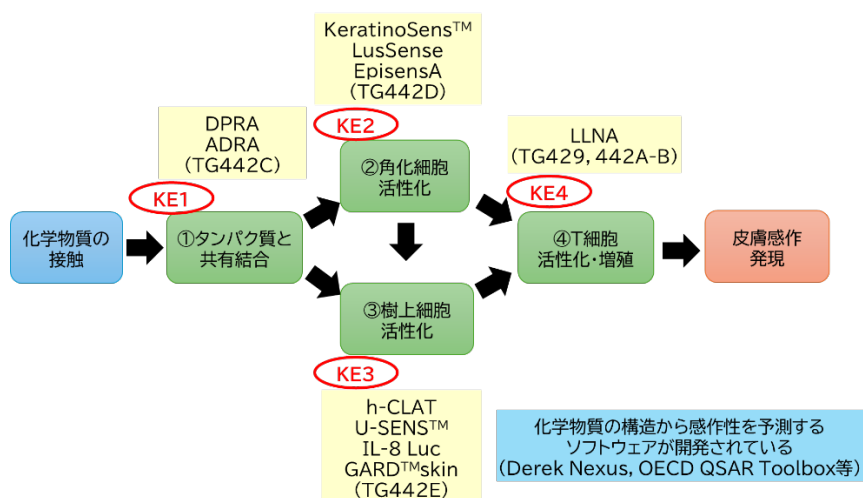 KeratinoSens™
LusSense
EpisensA
(TG442D)
DPRA
ADRA
(TG442C)
KE2
LLNA
(TG429, 442A-B)
KE1
②角化細胞
活性化
KE4
化学物質の
接触
①タンパク質と
共有結合
④T細胞
活性化・増殖
皮膚感作
発現
③樹上細胞
活性化
KE3
h-CLAT
U-SENS™
IL-8 Luc
GARD™skin
(TG442E)
化学物質の構造から感作性を予測する
ソフトウェアが開発されている
(Derek Nexus, OECD QSAR Toolbox等)